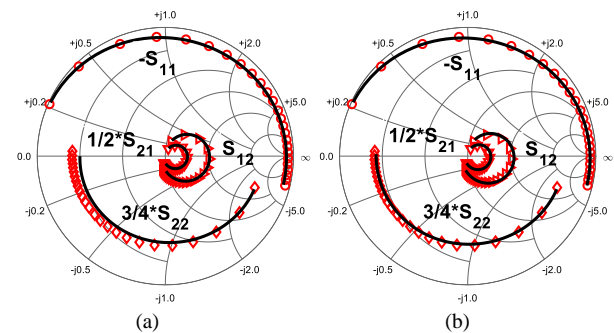 +j1.0
+j0.5
+j2.0
-S11
+j0.2
+j5.0
1/2*S21
S12
0.0
∞
-j0.2
-j5.0
3/4*S22
-j0.5
-j2.0
-j1.0
(a)
+j1.0
+j0.5
+j2.0
-S11
+j0.2
+j5.0
1/2*S21
S12
0.0
∞
-j0.2
-j5.0
3/4*S22
-j0.5
-j2.0
-j1.0
(b)